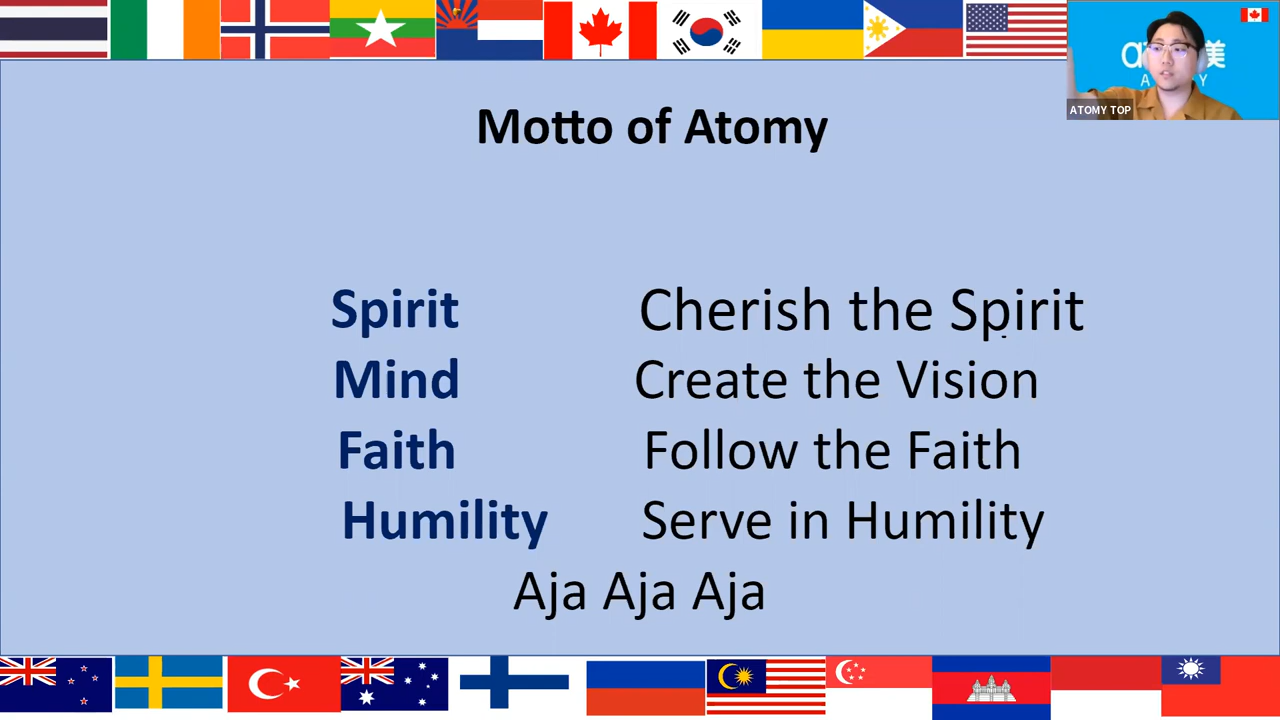 Motto of Atomy
ATOMY TOP
Spirit Cherish the Spirit
Mind Create the Vision
Faith Follow the Faith
Humility Serve in Humility
Aja Aja Aja